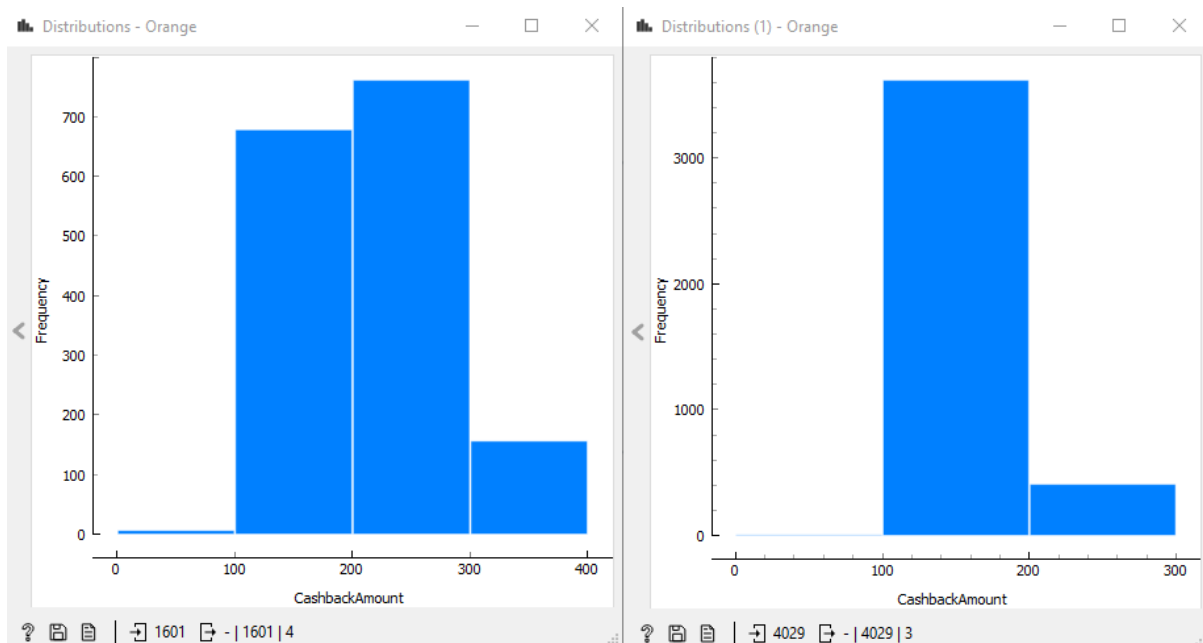 Distributions - Orange
700
600
500
400
300
200
100
0
Frequency
0 100 200 300 400
CashbackAmount
? 1601 - | 1601 | 4
Distributions (1) - Orange
3000
2000
1000
0
Frequency
0 100 200 300
CashbackAmount
? 4029 - | 4029 | 3